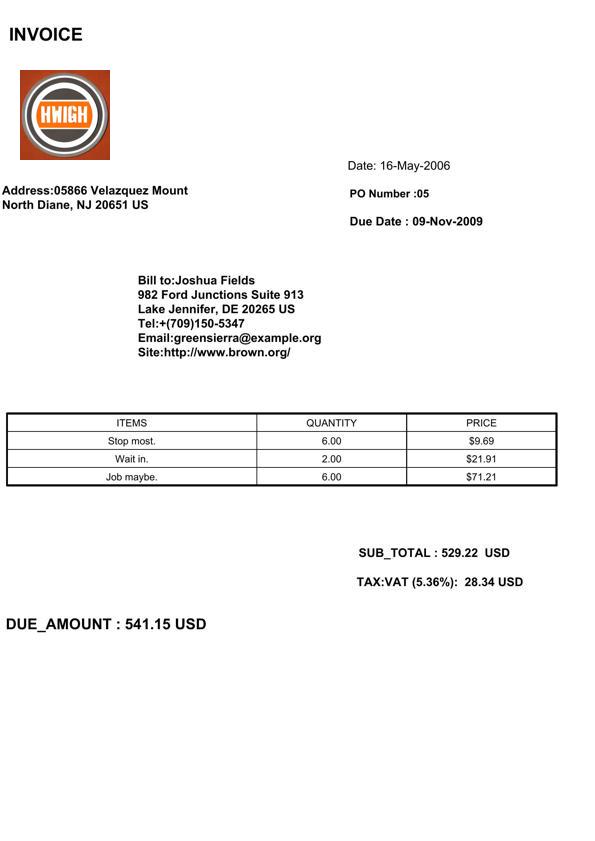 INVOICE
HWIGH
Date: 16-May-2006
Address:05866 Velazquez Mount
North Diane, NJ 20651 US
PO Number :05
Due Date : 09-Nov-2009
Bill to:Joshua Fields
982 Ford Junctions Suite 913
Lake Jennifer, DE 20265 US
Tel:+(709)150-5347
Email:greensierra@example.org
Site:http://www.brown.org/
ITEMS QUANTITY PRICE
Stop most. 6.00 $9.69
Wait in. 2.00 $21.91
Job maybe. 6.00 $71.21
SUB_TOTAL : 529.22 USD
TAX:VAT (5.36%): 28.34 USD
DUE_AMOUNT : 541.15 USD